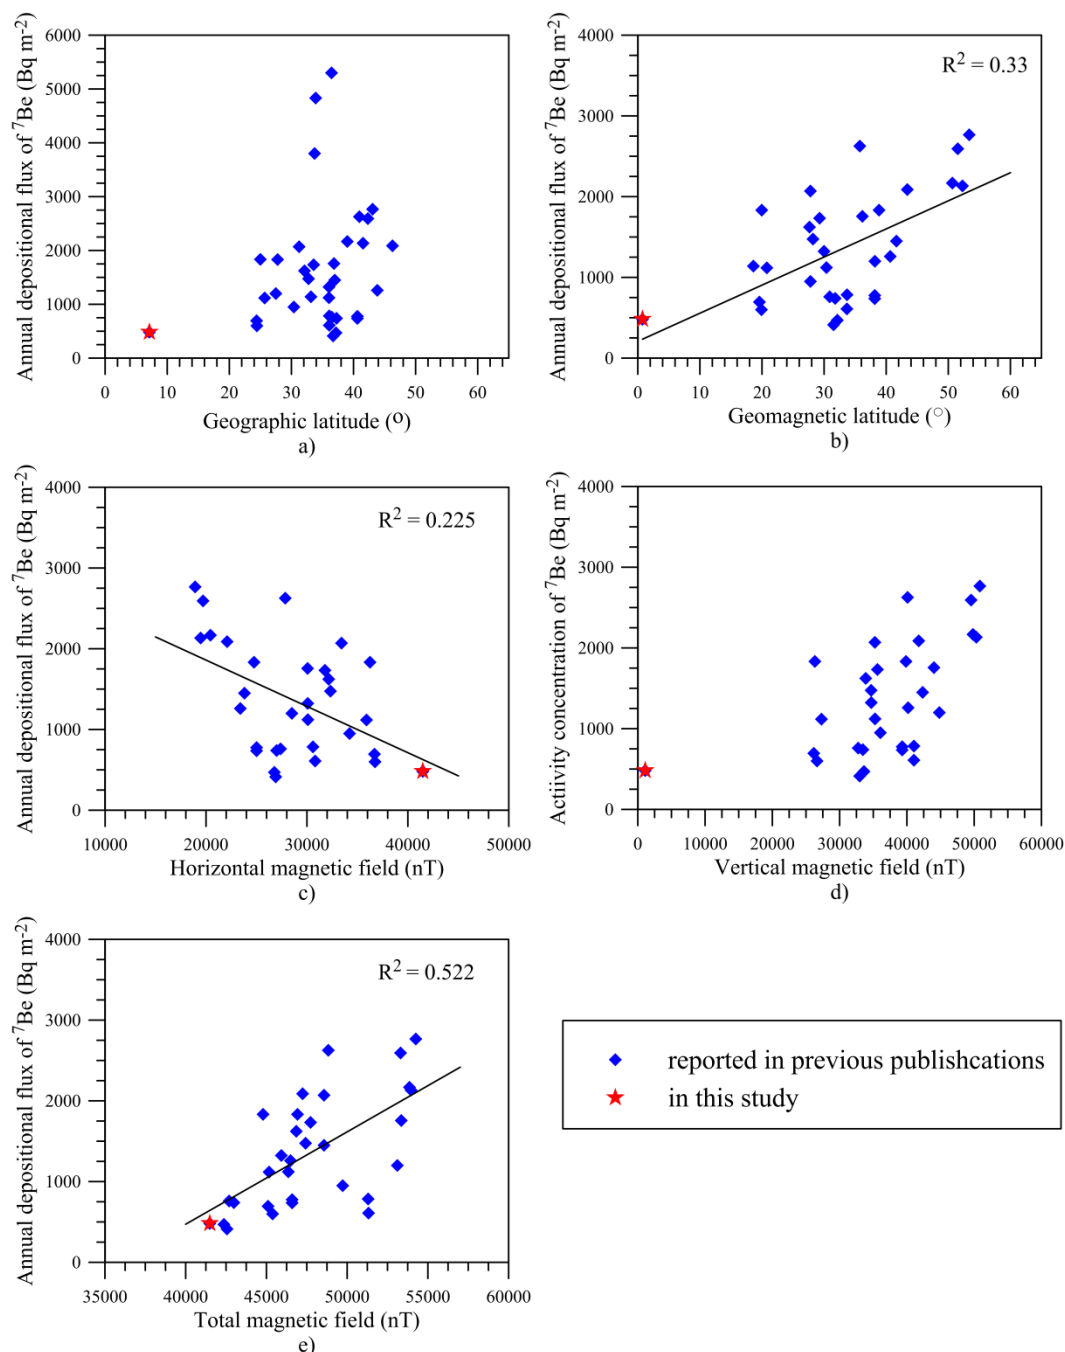 Annual depositional flux of ⁷Be (Bq m⁻²)
6000
5000
4000
3000
2000
1000
0
0 10 20 30 40 50 60
Geographic latitude (º)
a)
Annual depositional flux of ⁷Be (Bq m⁻²)
4000
3000
2000
1000
0
R² = 0.33
0 10 20 30 40 50 60
Geomagnetic latitude (○)
b)
Annual depositional flux of ⁷Be (Bq m⁻²)
4000
3000
2000
1000
0
R² = 0.225
10000 20000 30000 40000 50000
Horizontal magnetic field (nT)
c)
Actiivity concentration of ⁷Be (Bq m⁻²)
4000
3000
2000
1000
0
0 10000 20000 30000 40000 50000 60000
Vertical magnetic field (nT)
d)
Annual depositional flux of ⁷Be (Bq m⁻²)
4000
3000
2000
1000
0
R² = 0.522
35000 40000 45000 50000 55000 60000
Total magnetic field (nT)
e)
reported in previous publishcations
in this study